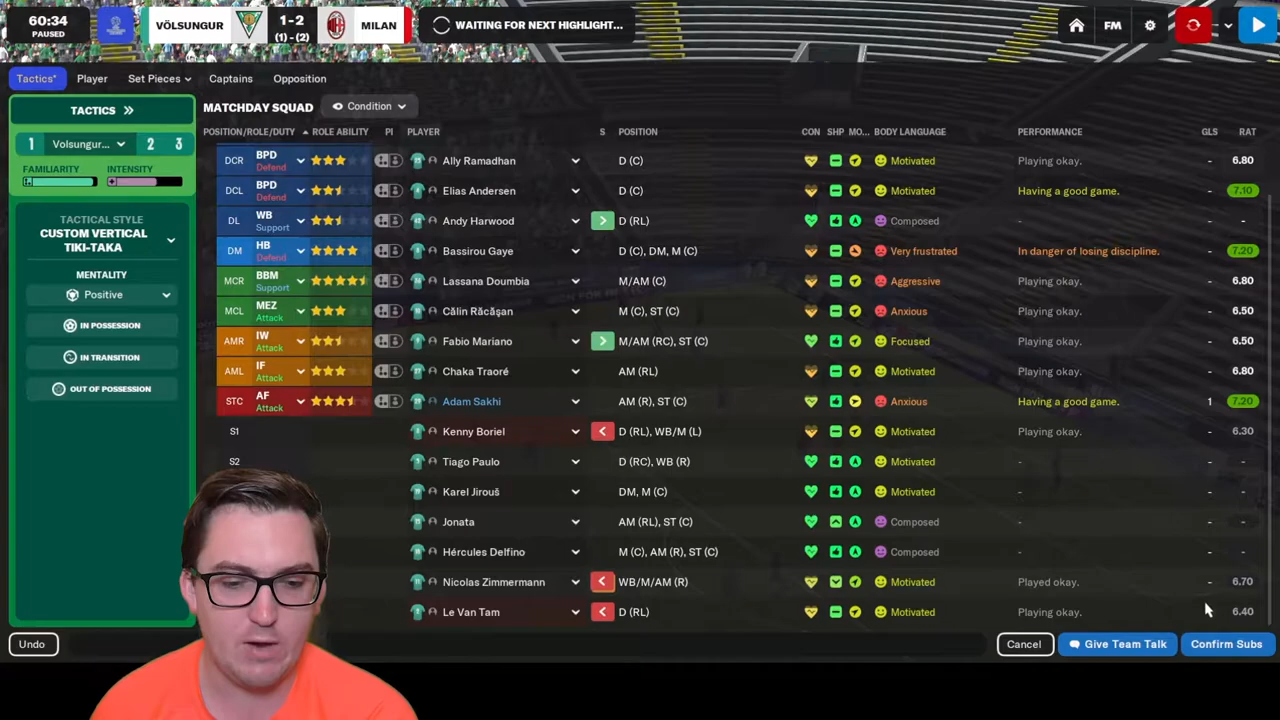 60:34
PAUSED
VÖLSUNGUR
1-2
(1) - (2)
MILAN
WAITING FOR NEXT HIGHLIGHT...
FM
Tactics*
Player
Set Pieces
Captains
Opposition
TACTICS
1 Volsungur... 2 3
FAMILIARITY INTENSITY
TACTICAL STYLE
CUSTOM VERTICAL
TIKI-TAKA
MENTALITY
Positive
IN POSSESSION
IN TRANSITION
OUT OF POSSESSION
MATCHDAY SQUAD
Condition
POSITION/ROLE/DUTY ROLE ABILITY PI PLAYER S POSITION CON SHP MO... BODY LANGUAGE PERFORMANCE GLS RAT
DCR BPD Defend Ally Ramadhan D (C) Motivated Playing okay. - 6.80
DCL BPD Defend Elias Andersen D (C) Motivated Having a good game. - 7.10
DL WB Support Andy Harwood D (RL) Composed - - -
DM HB Defend Bassirou Gaye D (C), DM, M (C) Very frustrated In danger of losing discipline. - 7.20
MCR BBM Support Lassana Doumbia M/AM (C) Aggressive Playing okay. - 6.80
MCL MEZ Attack Călin Răcăşan M (C), ST (C) Anxious Playing okay. - 6.50
AMR IW Attack Fabio Mariano M/AM (RC), ST (C) Focused Playing okay. - 6.50
AML IF Attack Chaka Traoré AM (RL) Motivated Playing okay. - 6.80
STC AF Attack Adam Sakhi AM (R), ST (C) Anxious Having a good game. 1 7.20
S1 Kenny Boriel D (RL), WB/M (L) Motivated Playing okay. - 6.30
S2 Tiago Paulo D (RC), WB (R) Motivated - - -
Karel Jirouš DM, M (C) Motivated - - -
Jonata AM (RL), ST (C) Composed - - -
Hércules Delfino M (C), AM (R), ST (C) Composed - - -
Nicolas Zimmermann WB/M/AM (R) Motivated Played okay. - 6.70
Le Van Tam D (RL) Motivated Playing okay. - 6.40
Undo
Cancel
Give Team Talk
Confirm Subs